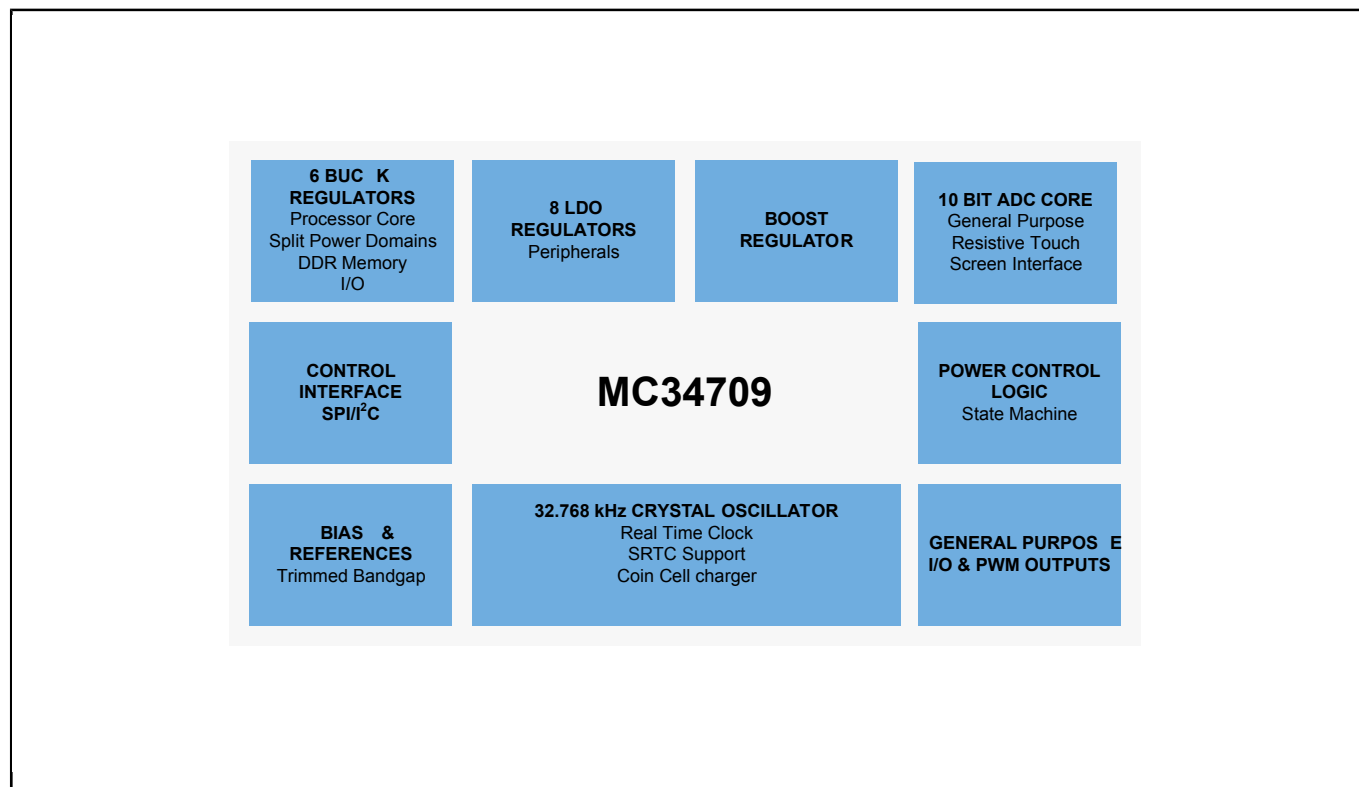 6 BUC K
REGULATORS
Processor Core
Split Power Domains
DDR Memory
I/O
8 LDO
REGULATORS
Peripherals
BOOST
REGULATOR
10 BIT ADC CORE
General Purpose
Resistive Touch
Screen Interface
CONTROL
INTERFACE
SPI/I²C
MC34709
POWER CONTROL
LOGIC
State Machine
BIAS &
REFERENCES
Trimmed Bandgap
32.768 kHz CRYSTAL OSCILLATOR
Real Time Clock
SRTC Support
Coin Cell charger
GENERAL PURPOS E
I/O & PWM OUTPUTS